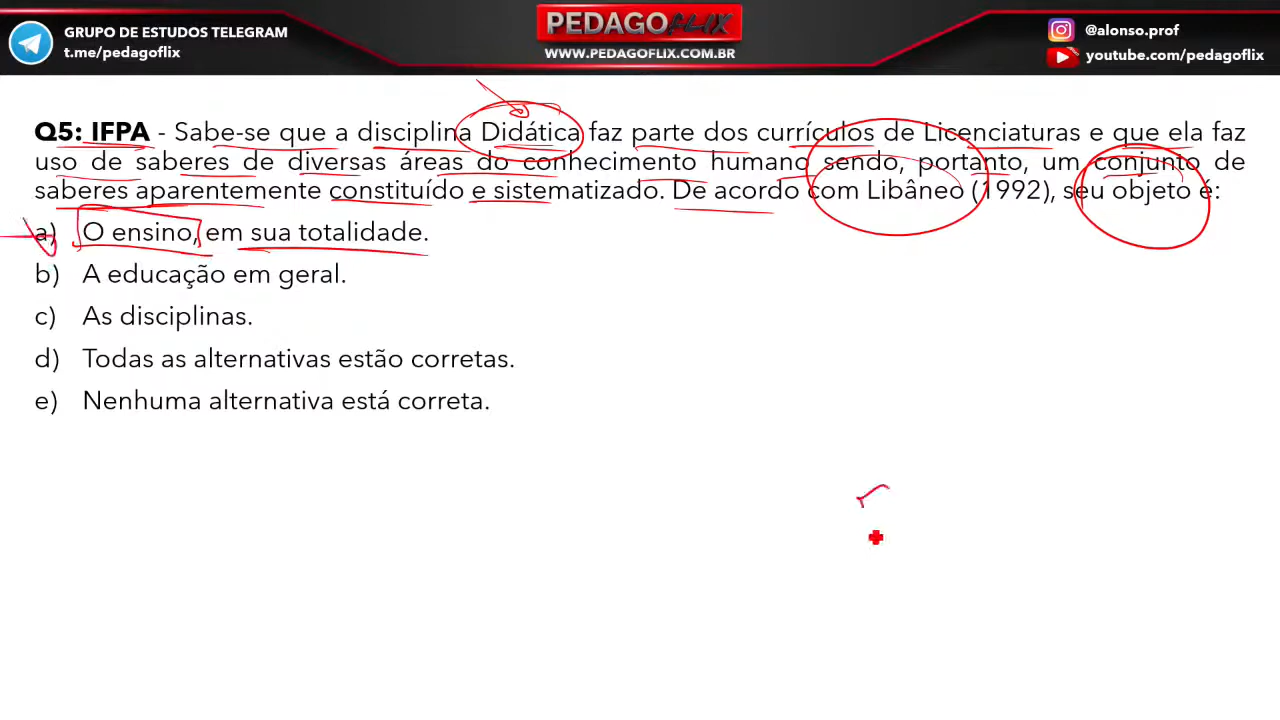 GRUPO DE ESTUDOS TELEGRAM
t.me/pedagoflix
PEDAGOFLIX
WWW.PEDAGOFLIX.COM.BR
@alonso.prof
youtube.com/pedagoflix
Q5: IFPA - Sabe-se que a disciplina Didática faz parte dos currículos de Licenciaturas e que ela faz
uso de saberes de diversas áreas do conhecimento humano sendo, portanto, um conjunto de
saberes aparentemente constituído e sistematizado. De acordo com Libâneo (1992), seu objeto é:
a) O ensino, em sua totalidade.
b) A educação em geral.
c) As disciplinas.
d) Todas as alternativas estão corretas.
e) Nenhuma alternativa está correta.